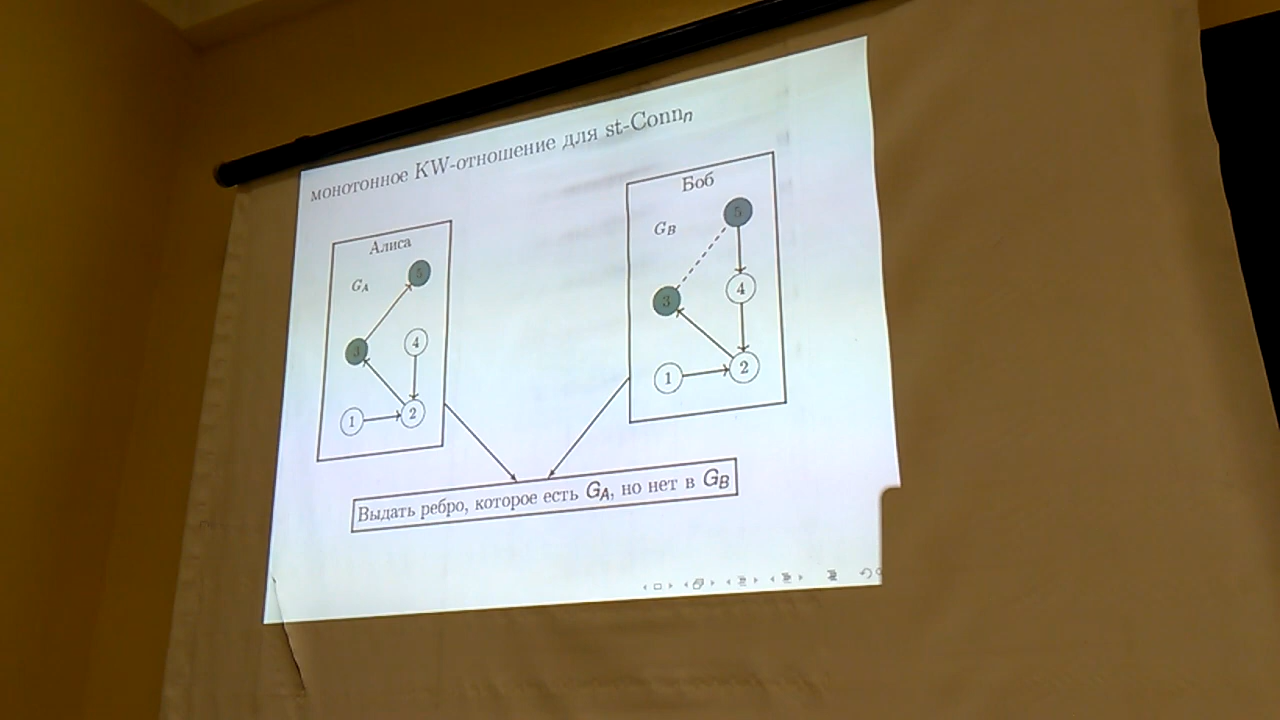 монотонное KW-отношение для st-Connₙ
Алиса
G_A
5
3
4
1
2
Боб
G_B
5
3
4
1
2
Выдать ребро, которое есть G_A, но нет в G_B